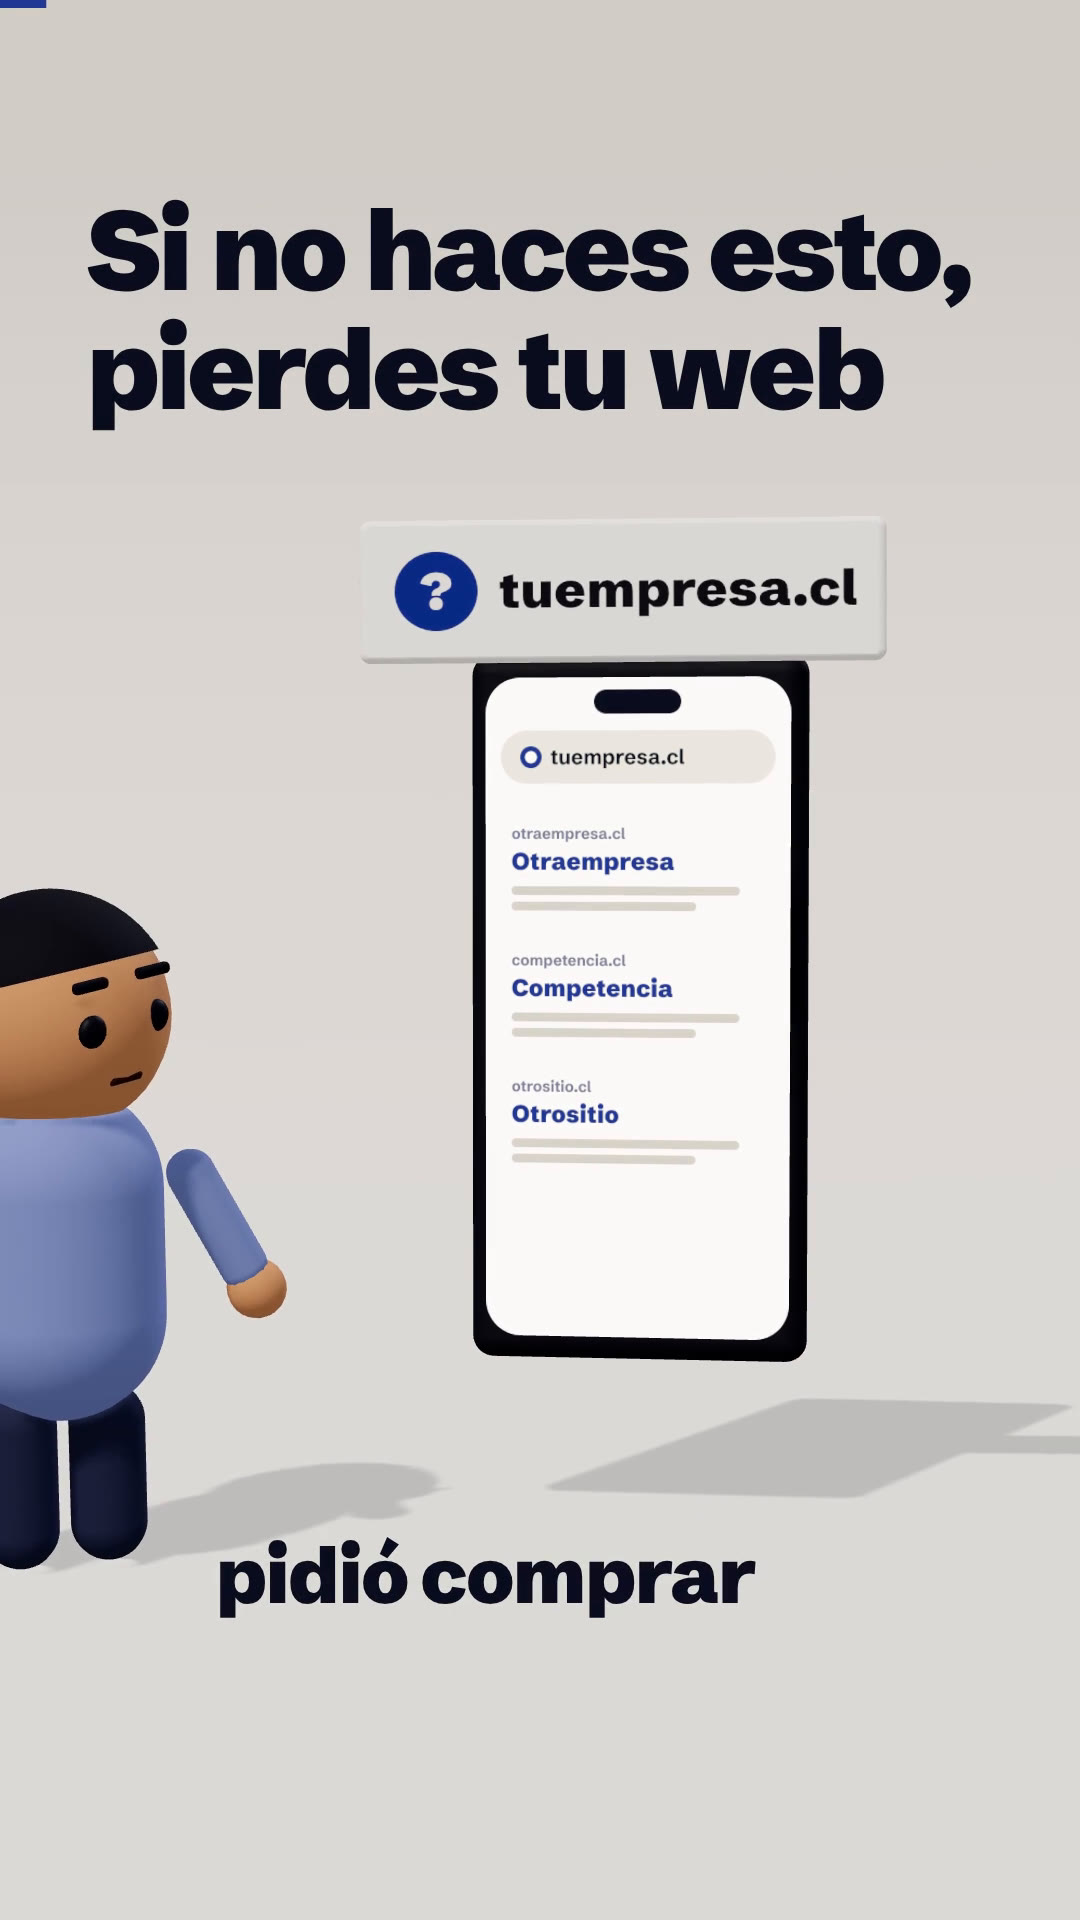 Si no haces esto,
pierdes tu web
? tuempresa.cl
tuempresa.cl
otraempresa.cl
Otraempresa
competencia.cl
Competencia
otrositio.cl
Otrositio
pidió comprar